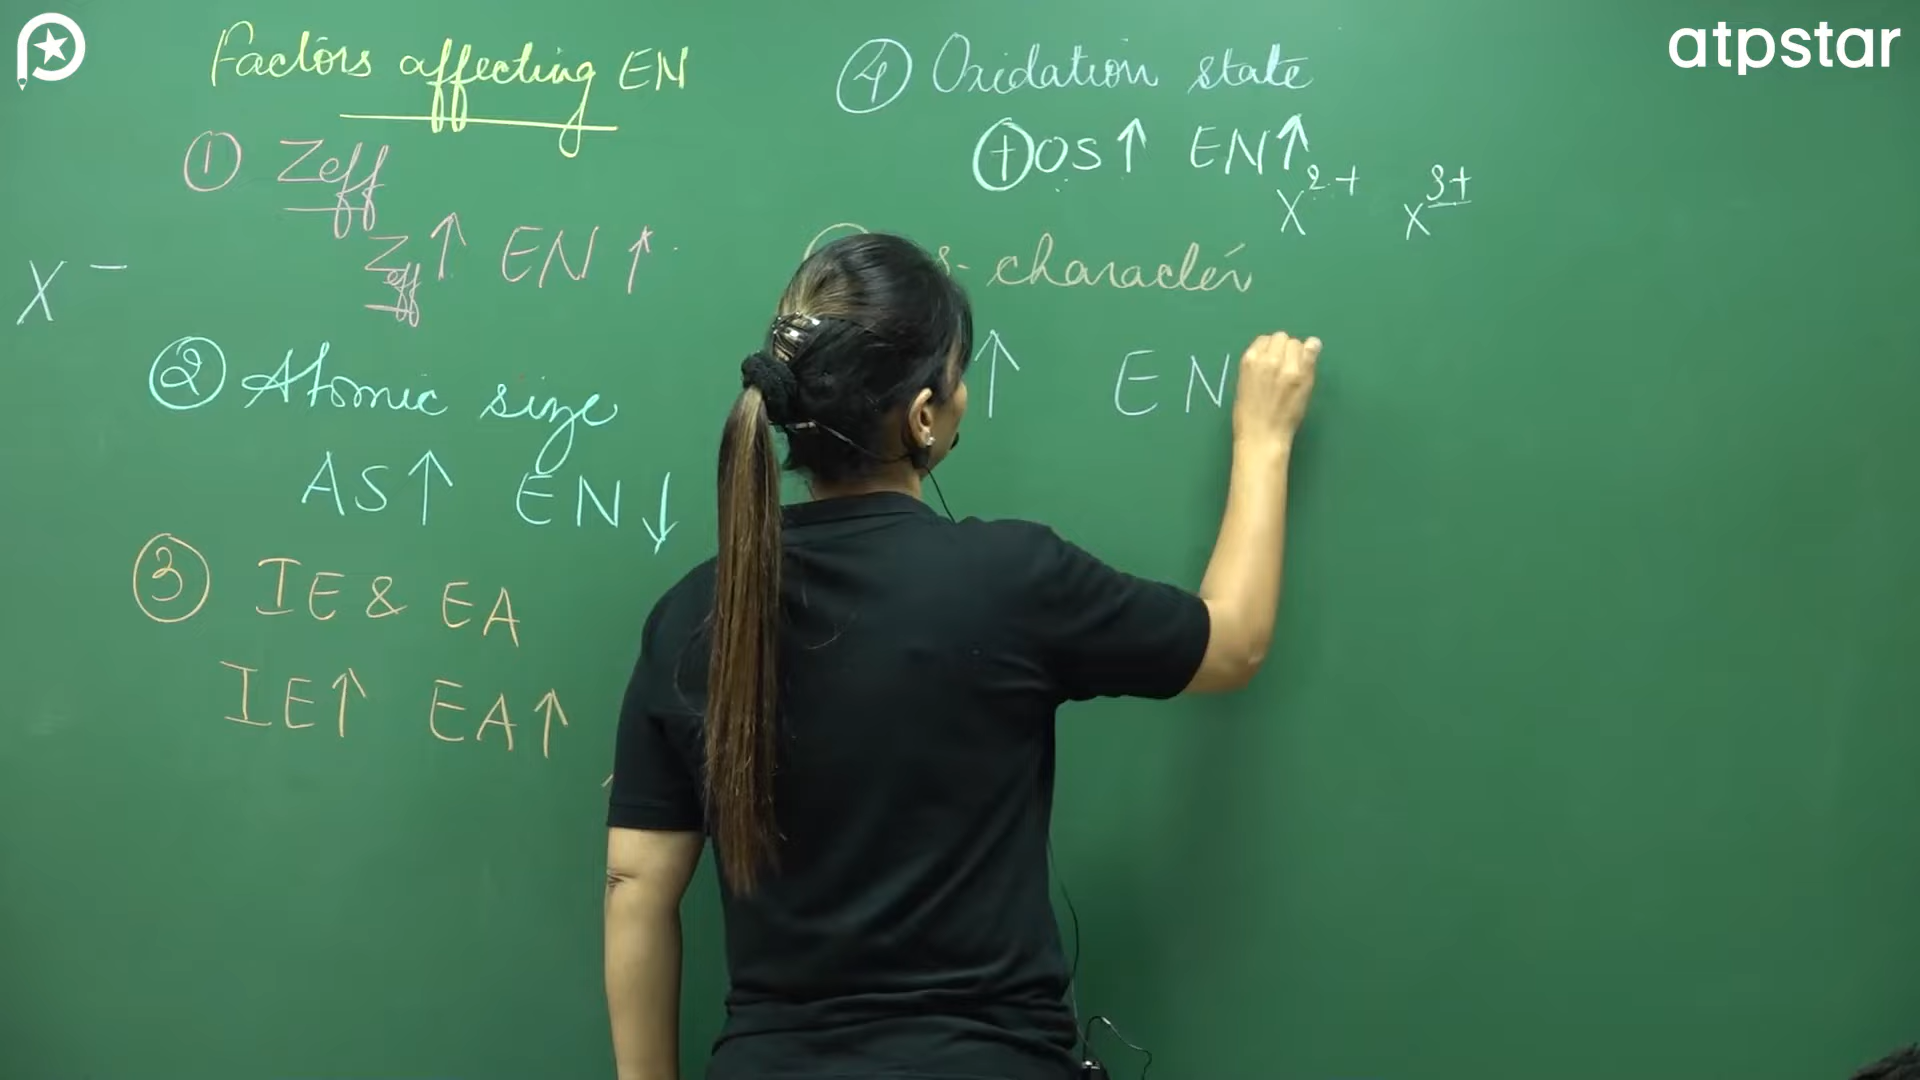 atpstar
Factors affecting EN
① Zeff
Zeff ↑ EN ↑
X⁻
② Atomic size
AS ↑ EN ↓
③ IE & EA
IE ↑ EA ↑
④ Oxidation state
⊕ OS ↑ EN ↑
X²⁺ X³⁺
s-character
↑ EN